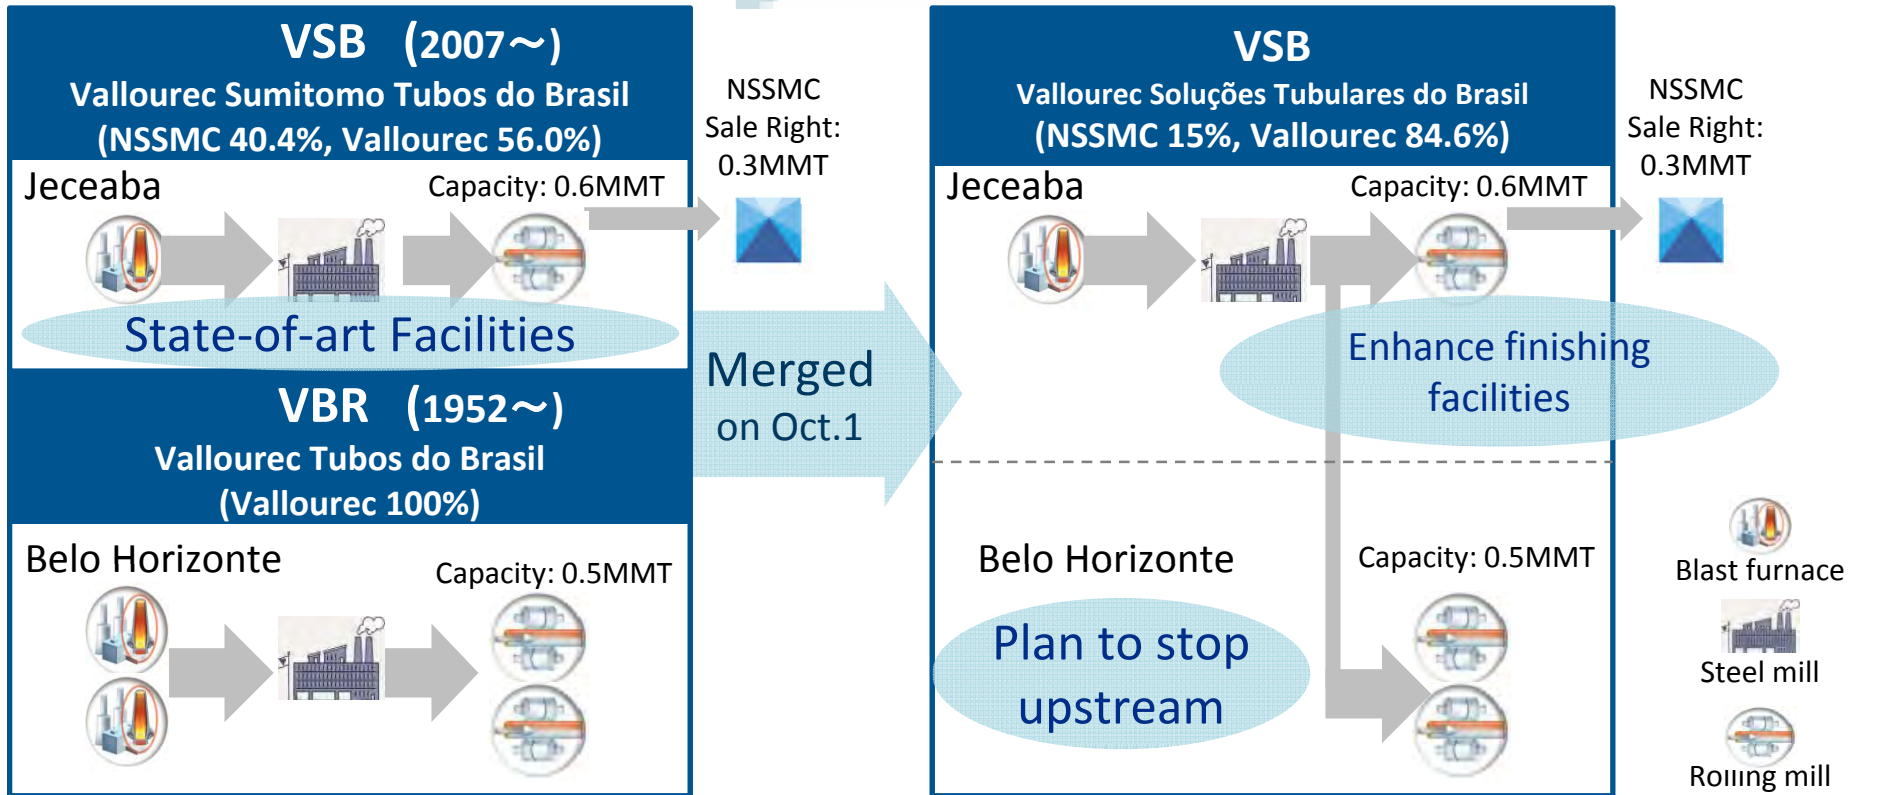 VSB (2007～)
Vallourec Sumitomo Tubos do Brasil
(NSSMC 40.4%, Vallourec 56.0%)
Jeceaba
Capacity: 0.6MMT
State-of-art Facilities
NSSMC
Sale Right:
0.3MMT
VBR (1952～)
Vallourec Tubos do Brasil
(Vallourec 100%)
Belo Horizonte
Capacity: 0.5MMT
Merged
on Oct.1
VSB
Vallourec Soluções Tubulares do Brasil
(NSSMC 15%, Vallourec 84.6%)
Jeceaba
Capacity: 0.6MMT
Enhance finishing
facilities
NSSMC
Sale Right:
0.3MMT
Belo Horizonte
Capacity: 0.5MMT
Plan to stop
upstream
Blast furnace
Steel mill
Rolling mill